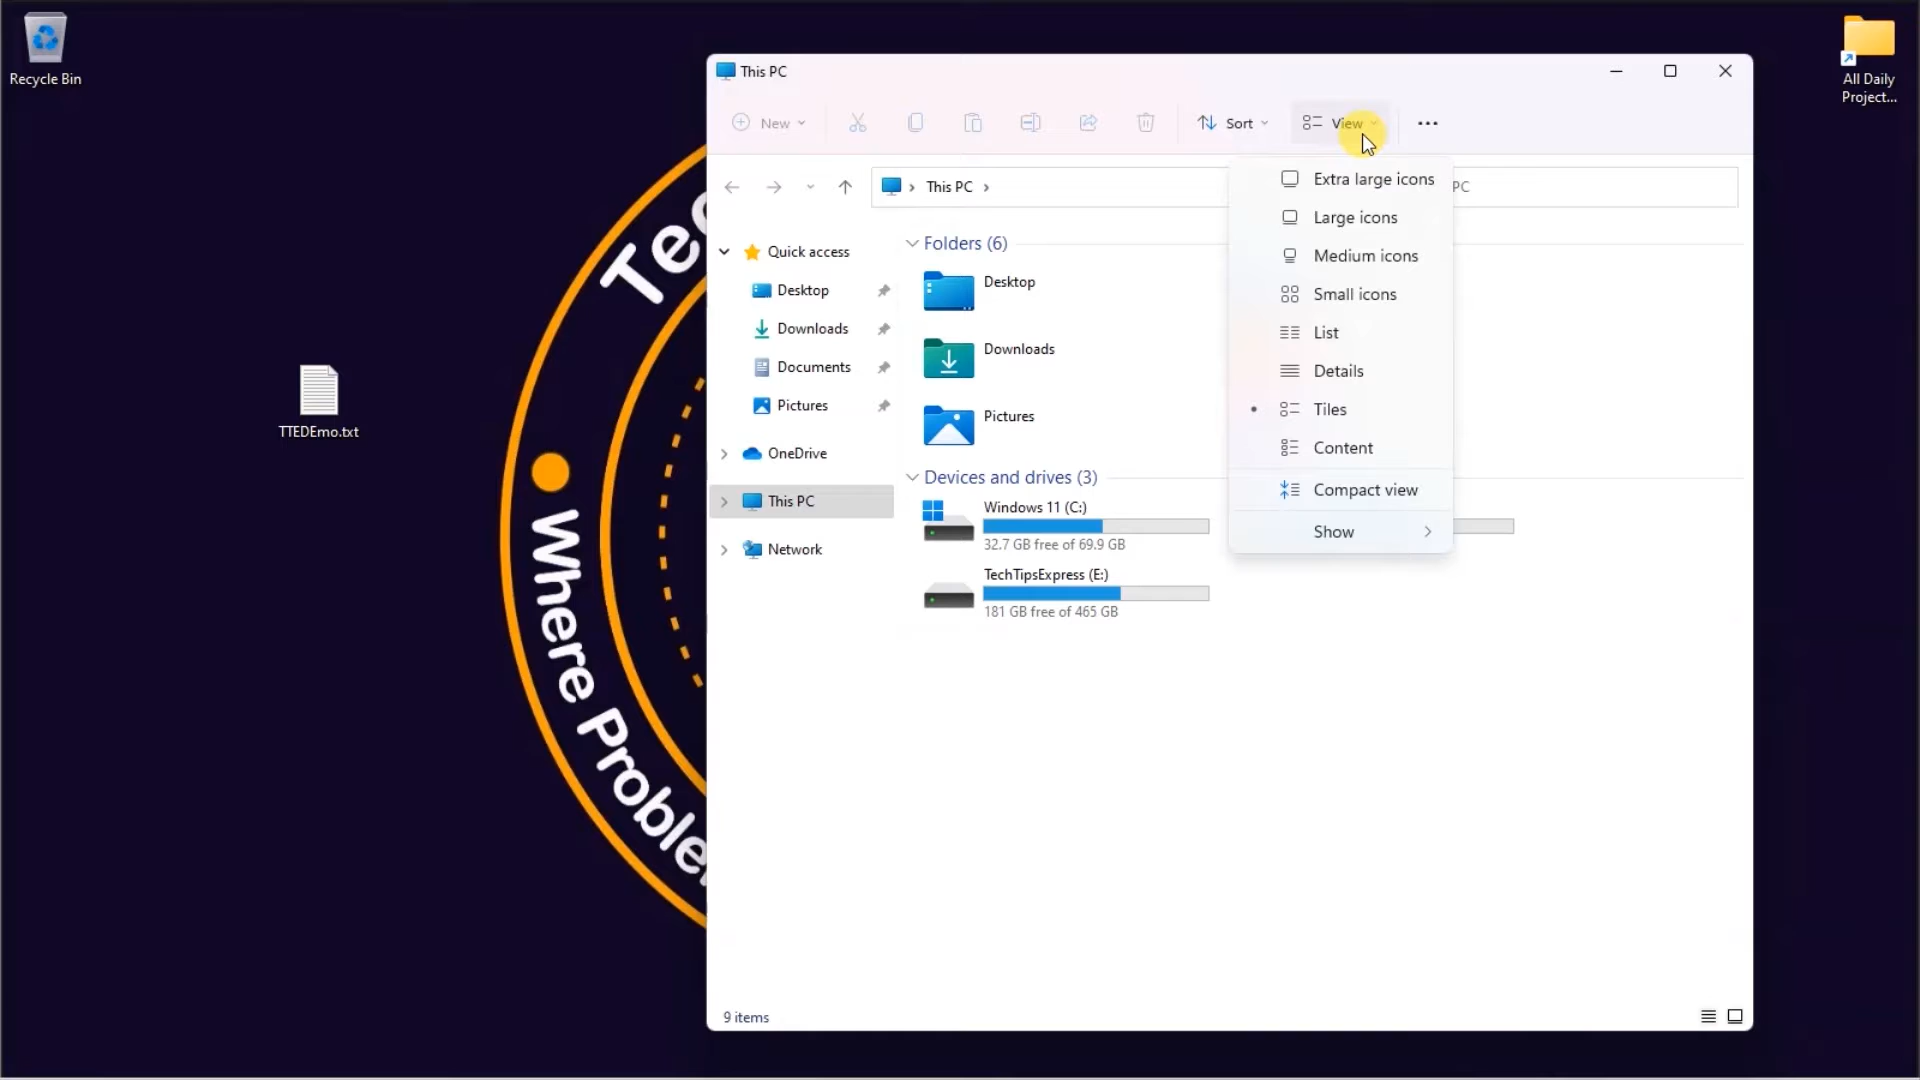 Recycle Bin
All Daily
Project...
TTEDEmo.txt
Tec
Where Proble
This PC
New
Sort
View
This PC
PC
Extra large icons
Large icons
Medium icons
Small icons
List
Details
Tiles
Content
Compact view
Show
Quick access
Desktop
Downloads
Documents
Pictures
OneDrive
This PC
Network
Folders (6)
Desktop
Downloads
Pictures
Devices and drives (3)
Windows 11 (C:)
32.7 GB free of 69.9 GB
TechTipsExpress (E:)
181 GB free of 465 GB
9 items